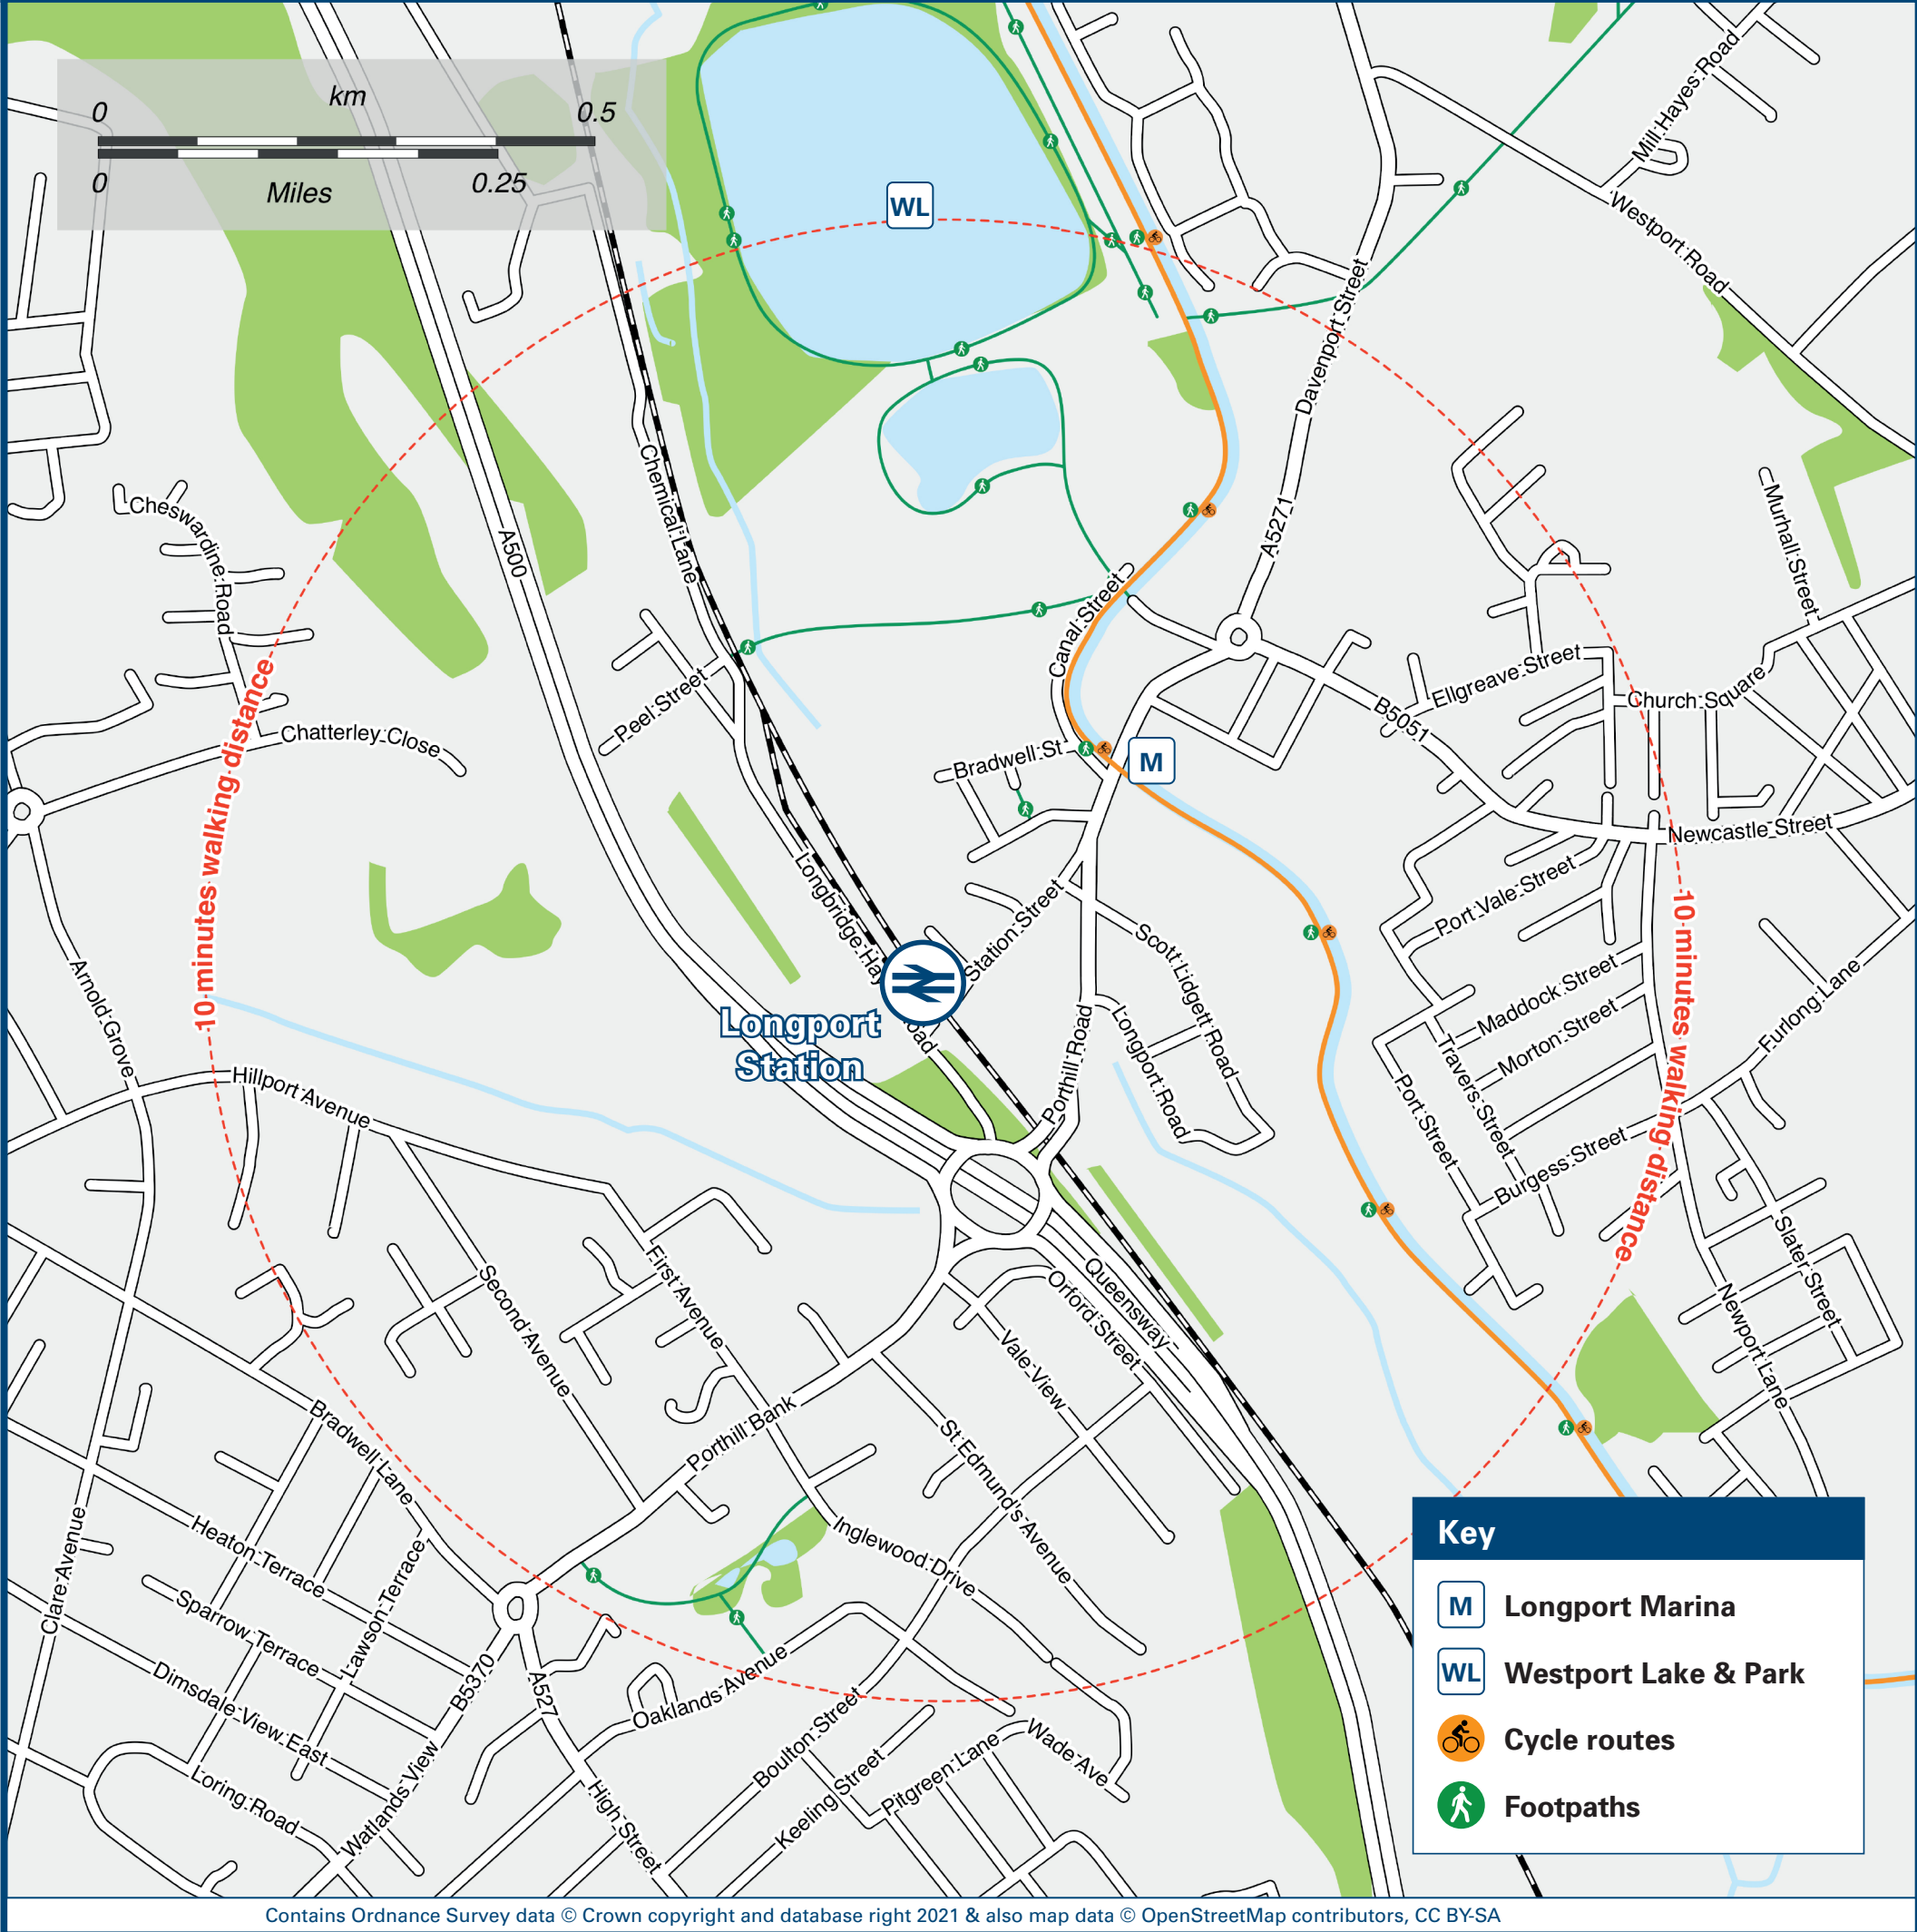 km
0 0.5
0 0.25
Miles
WL
Mill Hayes Road
Westport Road
Davenport Street
A5271
Chemical Lane
A500
Cheswardine Road
Murhall Street
Canal Street
Peel Street
Ellgreave Street
Church Square
B5051
Chatterley Close
Bradwell St
M
10 minutes walking distance
Newcastle Street
Port Vale Street
Longbridge Hay
oad
Station Street
Scott Lidgett Road
10 minutes walking distance
Arnold Grove
Longport
Station
Maddock Street
Morton Street
Furlong Lane
Travers Street
Port Street
Porthill Road
Longport Road
Hillport Avenue
Burgess Street
Slater Street
Newport Lane
First Avenue
Second Avenue
Queensway
Orford Street
Vale View
Bradwell Lane
Porthill Bank
St Edmund's Avenue
Inglewood Drive
Heaton Terrace
Clare Avenue
Sparrow Terrace
Lawson Terrace
Dimsdale View East
B5370
A527
Oaklands Avenue
Boulton Street
Keeling Street
Pitgreen Lane
Wade Ave
Loring Road
Watlands View
High Street
Key
M Longport Marina
WL Westport Lake & Park
Cycle routes
Footpaths
Contains Ordnance Survey data © Crown copyright and database right 2021 & also map data © OpenStreetMap contributors, CC BY-SA